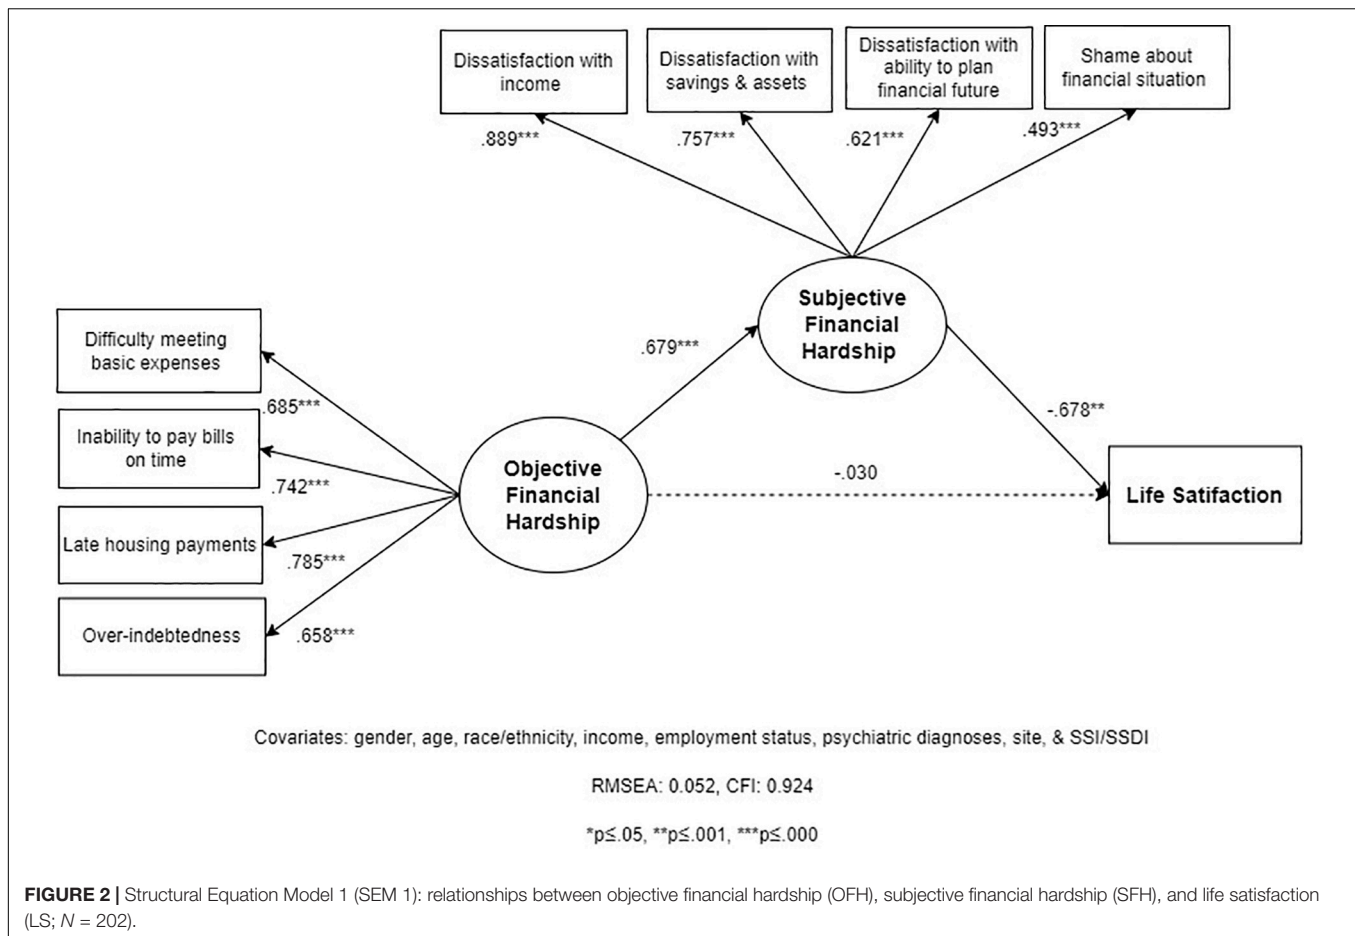 Dissatisfaction with
income
Dissatisfaction with
savings & assets
Dissatisfaction with
ability to plan
financial future
Shame about
financial situation
.889***
.757***
.621***
.493***
Subjective
Financial
Hardship
Difficulty meeting
basic expenses
.679***
.685***
-.678**
Inability to pay bills
on time
Objective
Financial
Hardship
-.030
Life Satifaction
.742***
Late housing payments
.785***
Over-indebtedness
.658***
Covariates: gender, age, race/ethnicity, income, employment status, psychiatric diagnoses, site, & SSI/SSDI
RMSEA: 0.052, CFI: 0.924
*p≤.05, **p≤.001, ***p≤.000
FIGURE 2 | Structural Equation Model 1 (SEM 1): relationships between objective financial hardship (OFH), subjective financial hardship (SFH), and life satisfaction
(LS; N = 202).